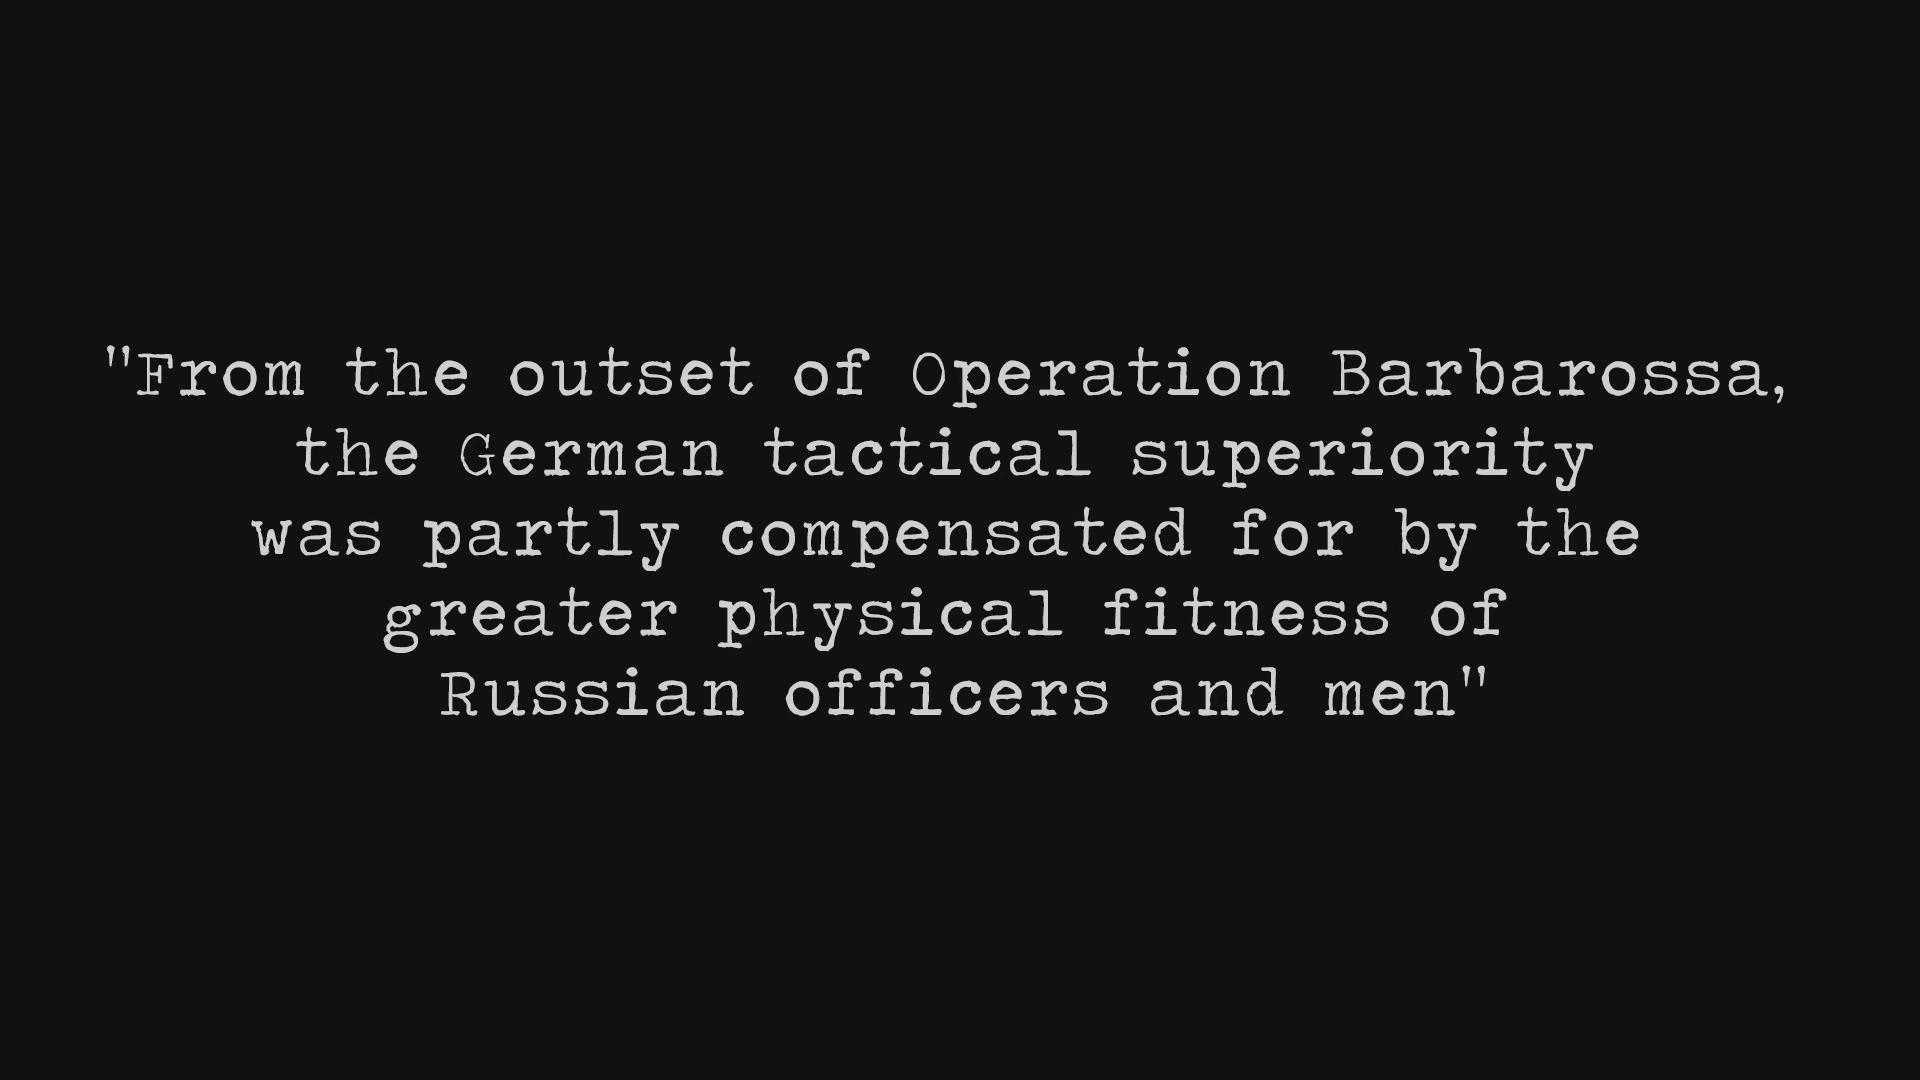 "From the outset of Operation Barbarossa,
the German tactical superiority
was partly compensated for by the
greater physical fitness of
Russian officers and men"